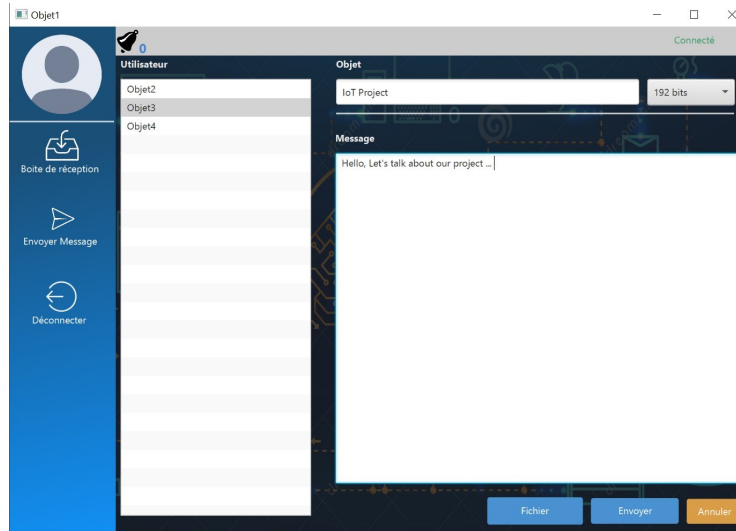 Objet1
0
Connecté
Utilisateur
Objet2
Objet3
Objet4
Objet
IoT Project
192 bits
Message
Hello, Let's talk about our project ...
Boite de réception
Envoyer Message
Déconnecter
Fichier
Envoyer
Annuler